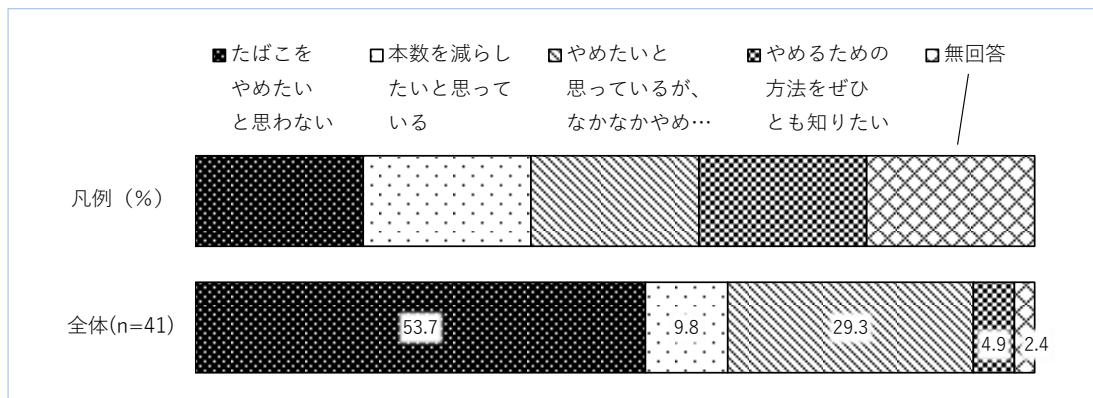 たばこを
やめたい
と思わない
本数を減らし
たいと思って
いる
やめたいと
思っているが、
なかなかやめ…
やめるための
方法をぜひ
とも知りたい
無回答
凡例（%）
全体(n=41)
53.7
9.8
29.3
4.9
2.4